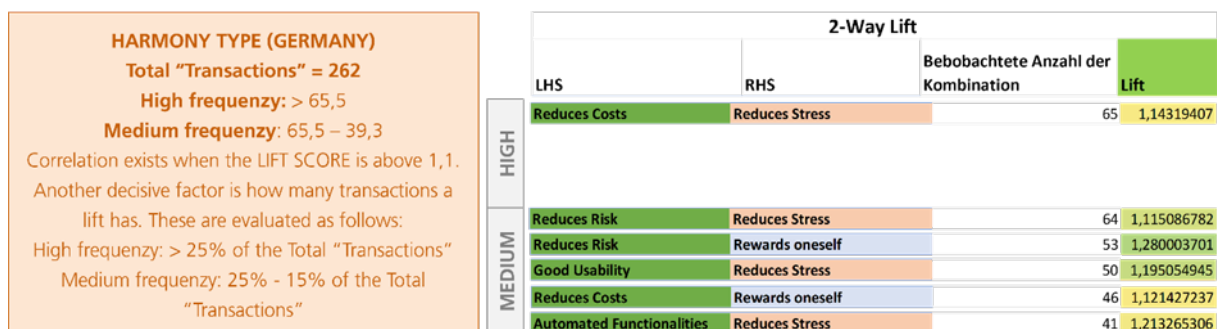 HARMONY TYPE (GERMANY)
Total “Transactions” = 262
High frequenzy: > 65,5
Medium frequenzy: 65,5 – 39,3
Correlation exists when the LIFT SCORE is above 1,1.
Another decisive factor is how many transactions a
lift has. These are evaluated as follows:
High frequenzy: > 25% of the Total “Transactions”
Medium frequenzy: 25% - 15% of the Total
“Transactions”
2-Way Lift
LHS RHS Bebobachtete Anzahl der Kombination Lift
HIGH
Reduces Costs Reduces Stress 65 1,14319407
MEDIUM
Reduces Risk Reduces Stress 64 1,115086782
Reduces Risk Rewards oneself 53 1,280003701
Good Usability Reduces Stress 50 1,195054945
Reduces Costs Rewards oneself 46 1,121427237
Automated Functionalities Reduces Stress 41 1,213265306